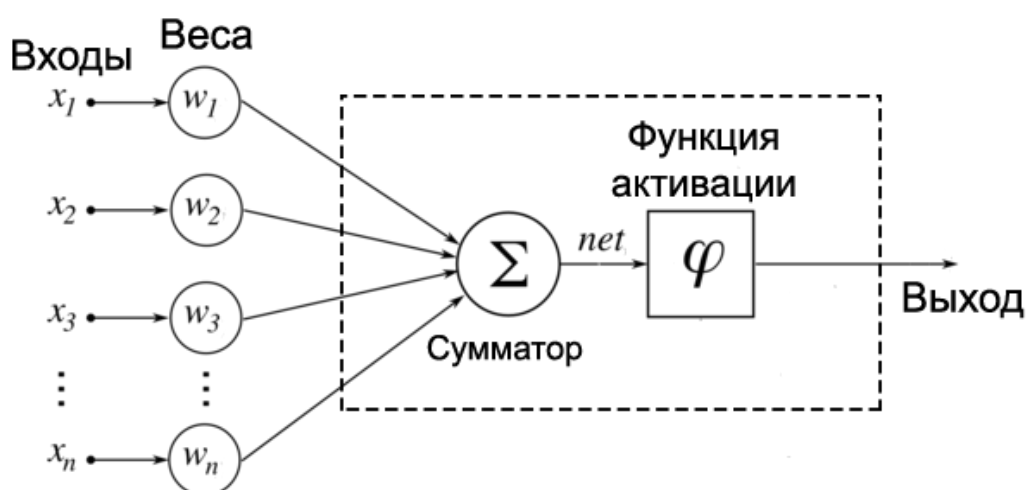 Входы
Веса
x1
w1
x2
w2
x3
w3
xn
wn
Σ
Сумматор
net
Функция
активации
φ
Выход